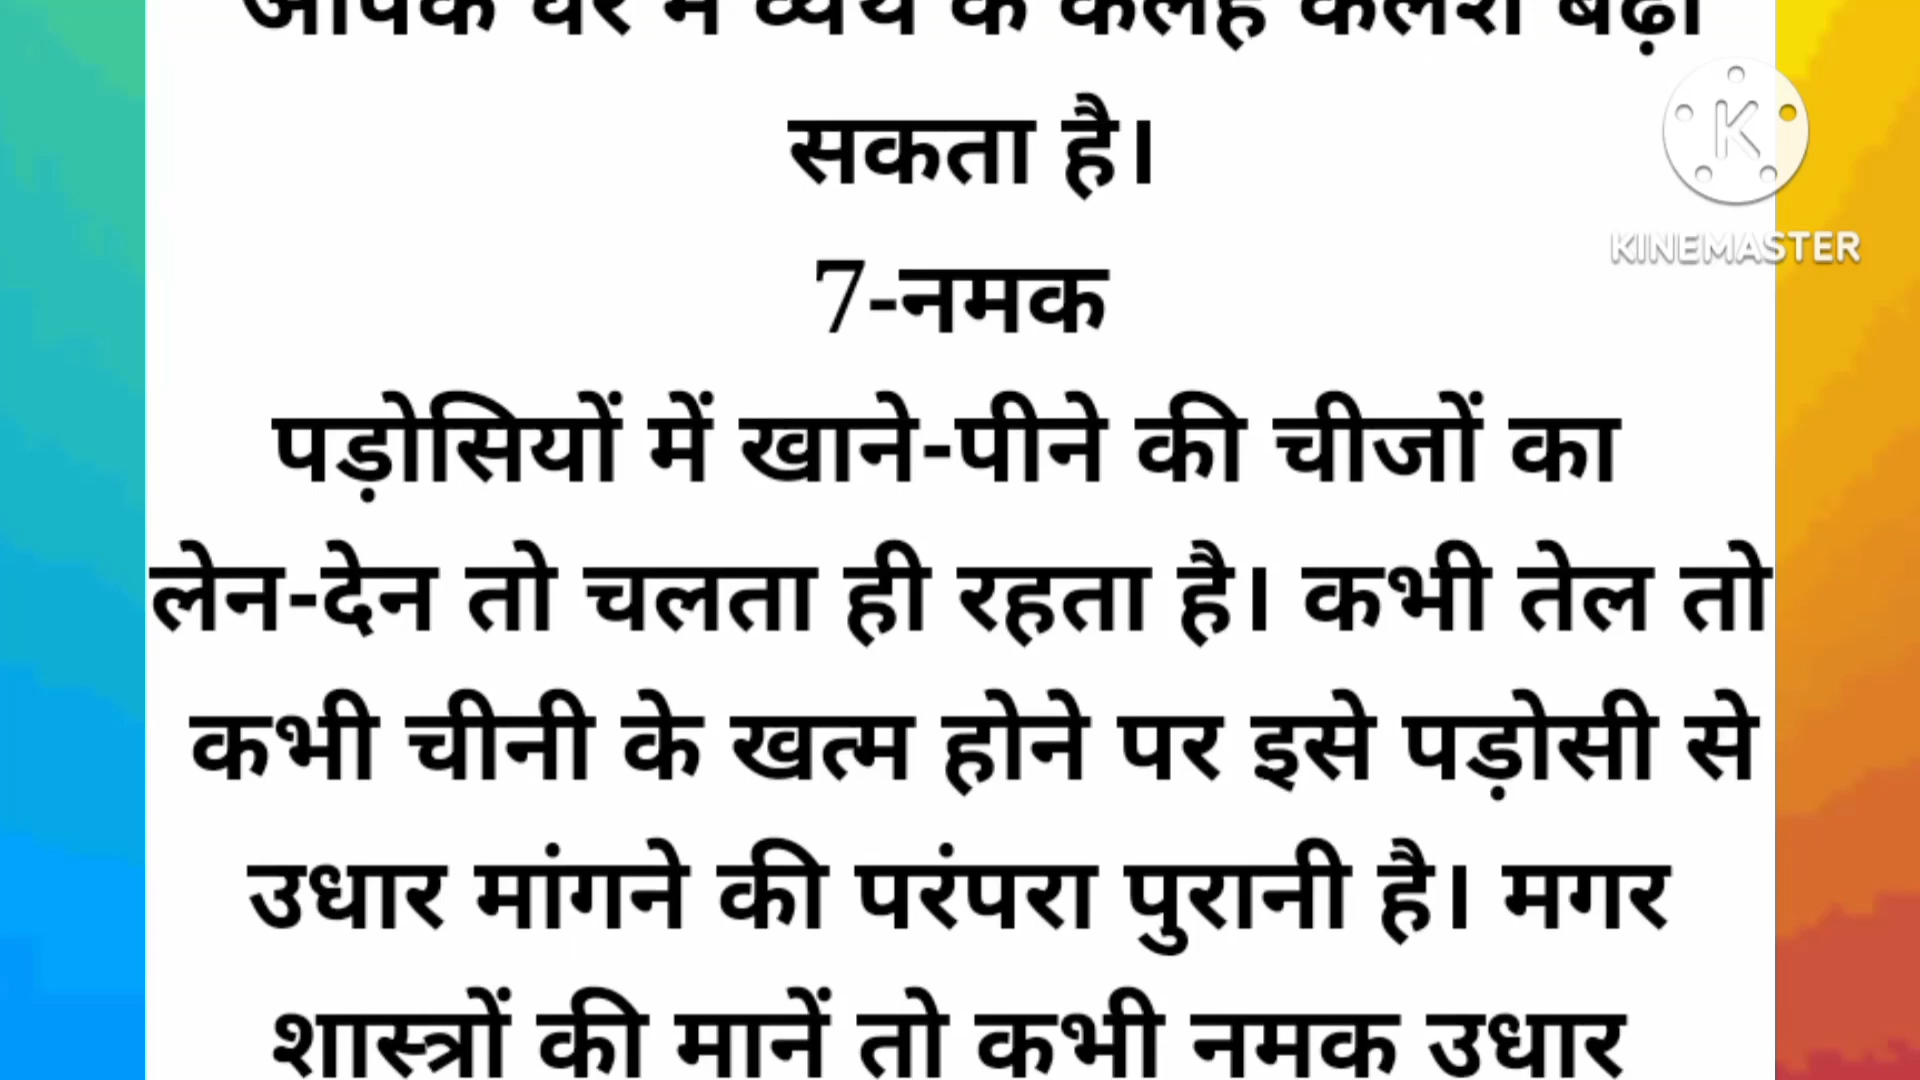 आपके घर में व्यर्थ के कलह कलेश बढ़ा
सकता है।
K
KINEMASTER
7-नमक
पड़ोसियों में खाने-पीने की चीजों का
लेन-देन तो चलता ही रहता है। कभी तेल तो
कभी चीनी के खत्म होने पर इसे पड़ोसी से
उधार मांगने की परंपरा पुरानी है। मगर
शास्त्रों की मानें तो कभी नमक उधार